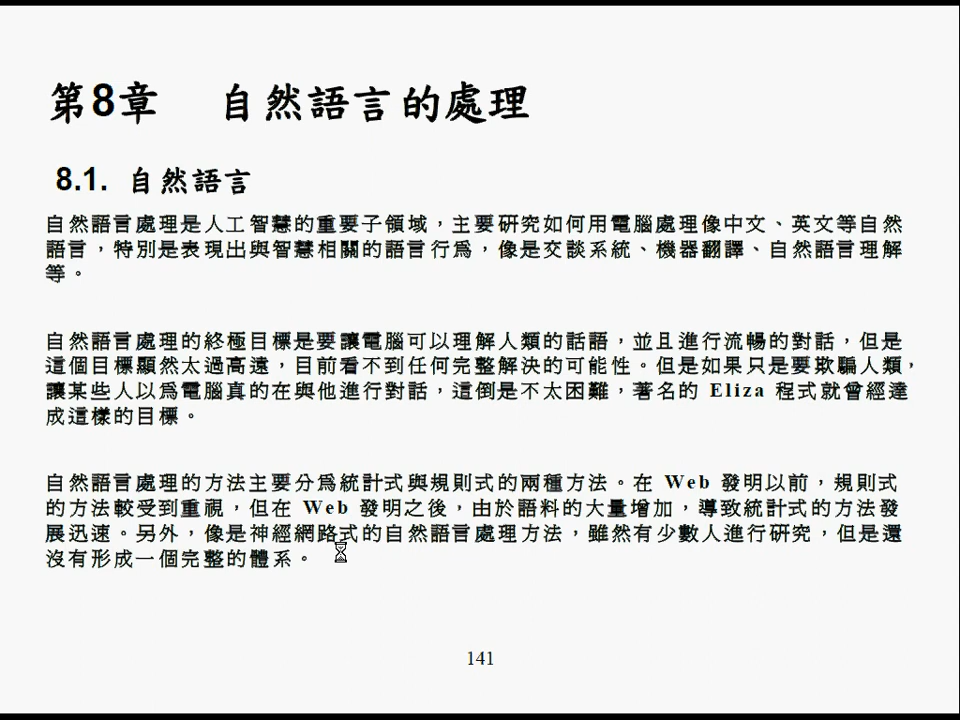 第8章 自然語言的處理
8.1. 自然語言
自然語言處理是人工智慧的重要子領域，主要研究如何用電腦處理像中文、英文等自然
語言，特別是表現出與智慧相關的語言行為，像是交談系統、機器翻譯、自然語言理解
等。
自然語言處理的終極目標是要讓電腦可以理解人類的話語，並且進行流暢的對話，但是
這個目標顯然太過高遠，目前看不到任何完整解決的可能性。但是如果只是要欺騙人類，
讓某些人以為電腦真的在與他進行對話，這倒是不太困難，著名的 Eliza 程式就曾經達
成這樣的目標。
自然語言處理的方法主要分為統計式與規則式的兩種方法。在 Web 發明以前，規則式
的方法較受到重視，但在 Web 發明之後，由於語料的大量增加，導致統計式的方法發
展迅速。另外，像是神經網路式的自然語言處理方法，雖然有少數人進行研究，但是還
沒有形成一個完整的體系。
141